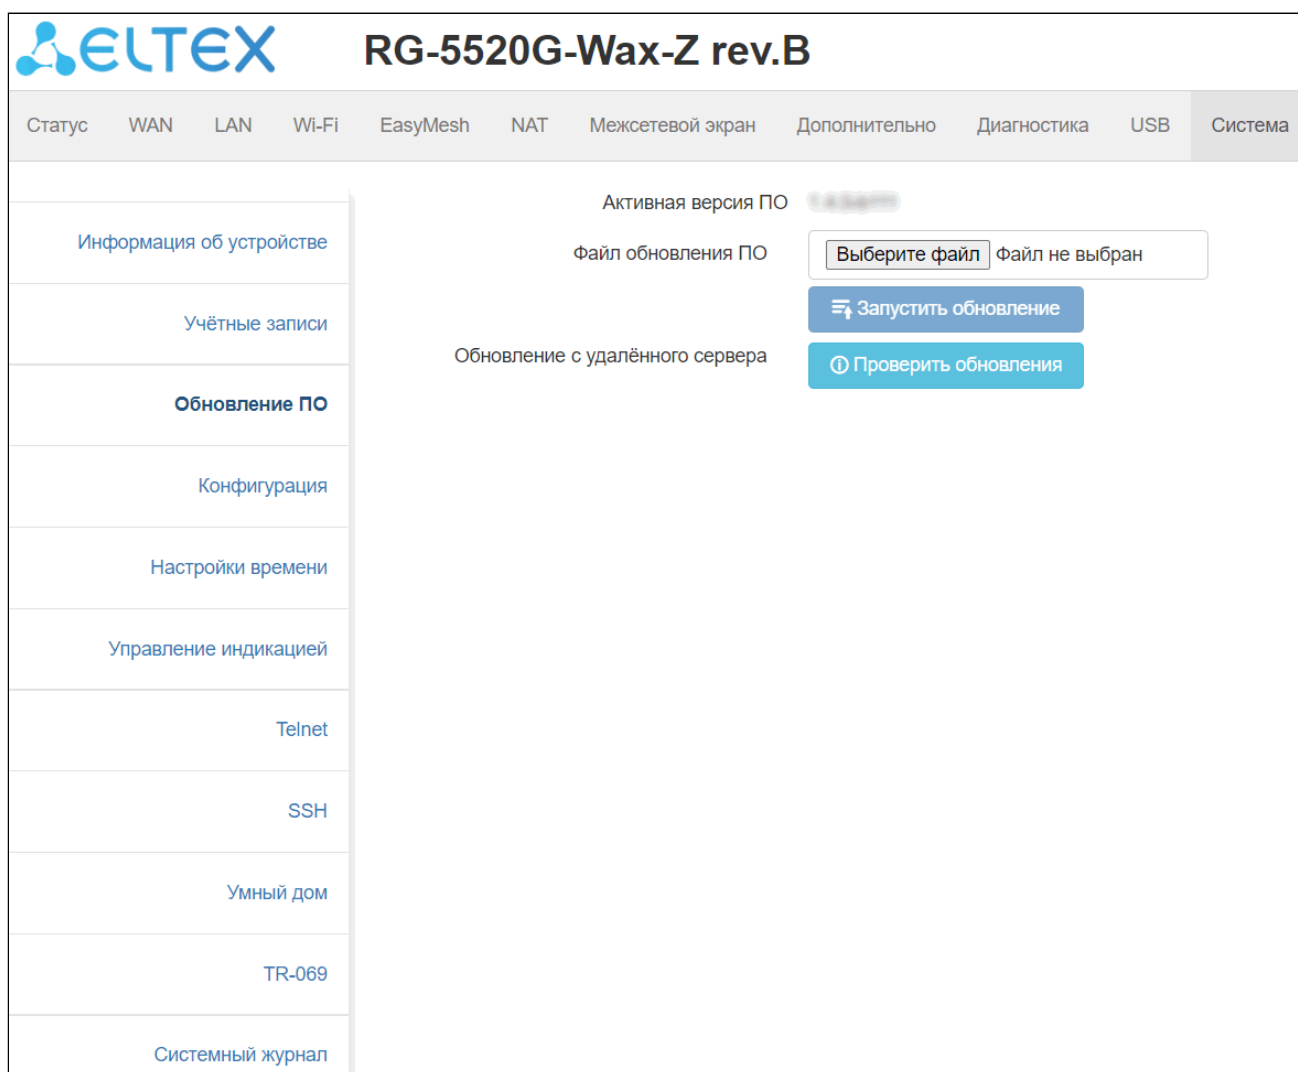 ELTEX RG-5520G-Wax-Z rev.B
Статус WAN LAN Wi-Fi EasyMesh NAT Межсетевой экран Дополнительно Диагностика USB Система
Информация об устройстве
Учётные записи
Обновление ПО
Конфигурация
Настройки времени
Управление индикацией
Telnet
SSH
Умный дом
TR-069
Системный журнал
Активная версия ПО
Файл обновления ПО Выберите файл Файл не выбран
Запустить обновление
Обновление с удалённого сервера Проверить обновления